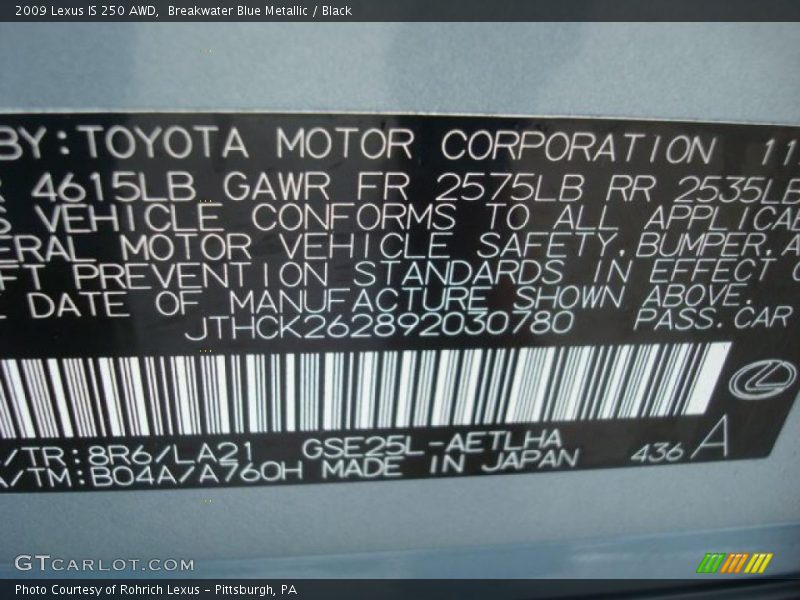 2009 Lexus IS 250 AWD,  Breakwater Blue Metallic / Black
BY:TOYOTA MOTOR CORPORATION 11
4615LB GAWR FR 2575LB RR 2535LB
VEHICLE CONFORMS TO ALL APPLICAB
ERAL MOTOR VEHICLE SAFETY,BUMPER,A
FT PREVENTION STANDARDS IN EFFECT
DATE OF MANUFACTURE SHOWN ABOVE.
JTHCK262892030780 PASS.CAR
/TR:8R6/LA21 GSE25L-AETLHA 436 A
A/TM:B04A/A760H MADE IN JAPAN
GTCARLOT.COM
Photo Courtesy of Rohrich Lexus - Pittsburgh, PA